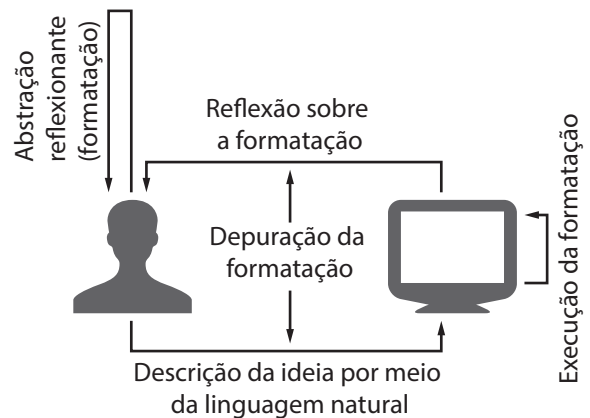 Abstração
reflexionante
(formatação)
Reflexão sobre
a formatação
Depuração da
formatação
Execução da formatação
Descrição da ideia por meio
da linguagem natural